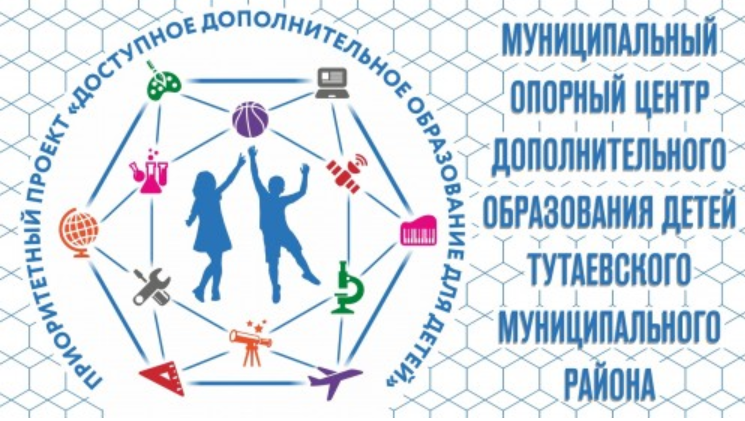 ПРИОРИТЕТНЫЙ ПРОЕКТ «ДОСТУПНОЕ ДОПОЛНИТЕЛЬНОЕ ОБРАЗОВАНИЕ ДЛЯ ДЕТЕЙ»
МУНИЦИПАЛЬНЫЙ
ОПОРНЫЙ ЦЕНТР
ДОПОЛНИТЕЛЬНОГО
ОБРАЗОВАНИЯ ДЕТЕЙ
ТУТАЕВСКОГО
МУНИЦИПАЛЬНОГО
РАЙОНА